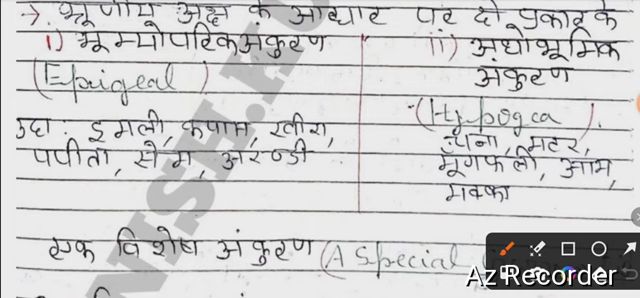 → भ्रूणीय अक्ष के आधार पर दो प्रकार के
i) भूम्योपरिक अंकुरण
(Epigeal)
उदा: इमली, कपास, खीरा,
पपीता, सेम, अरण्डी
ii) अधोभूमिक
अंकुरण
(Hypogea).
चना, मटर,
मूँगफली, आम,
मक्का
एक विशेष अंकुरण (A Special
Az Recorder